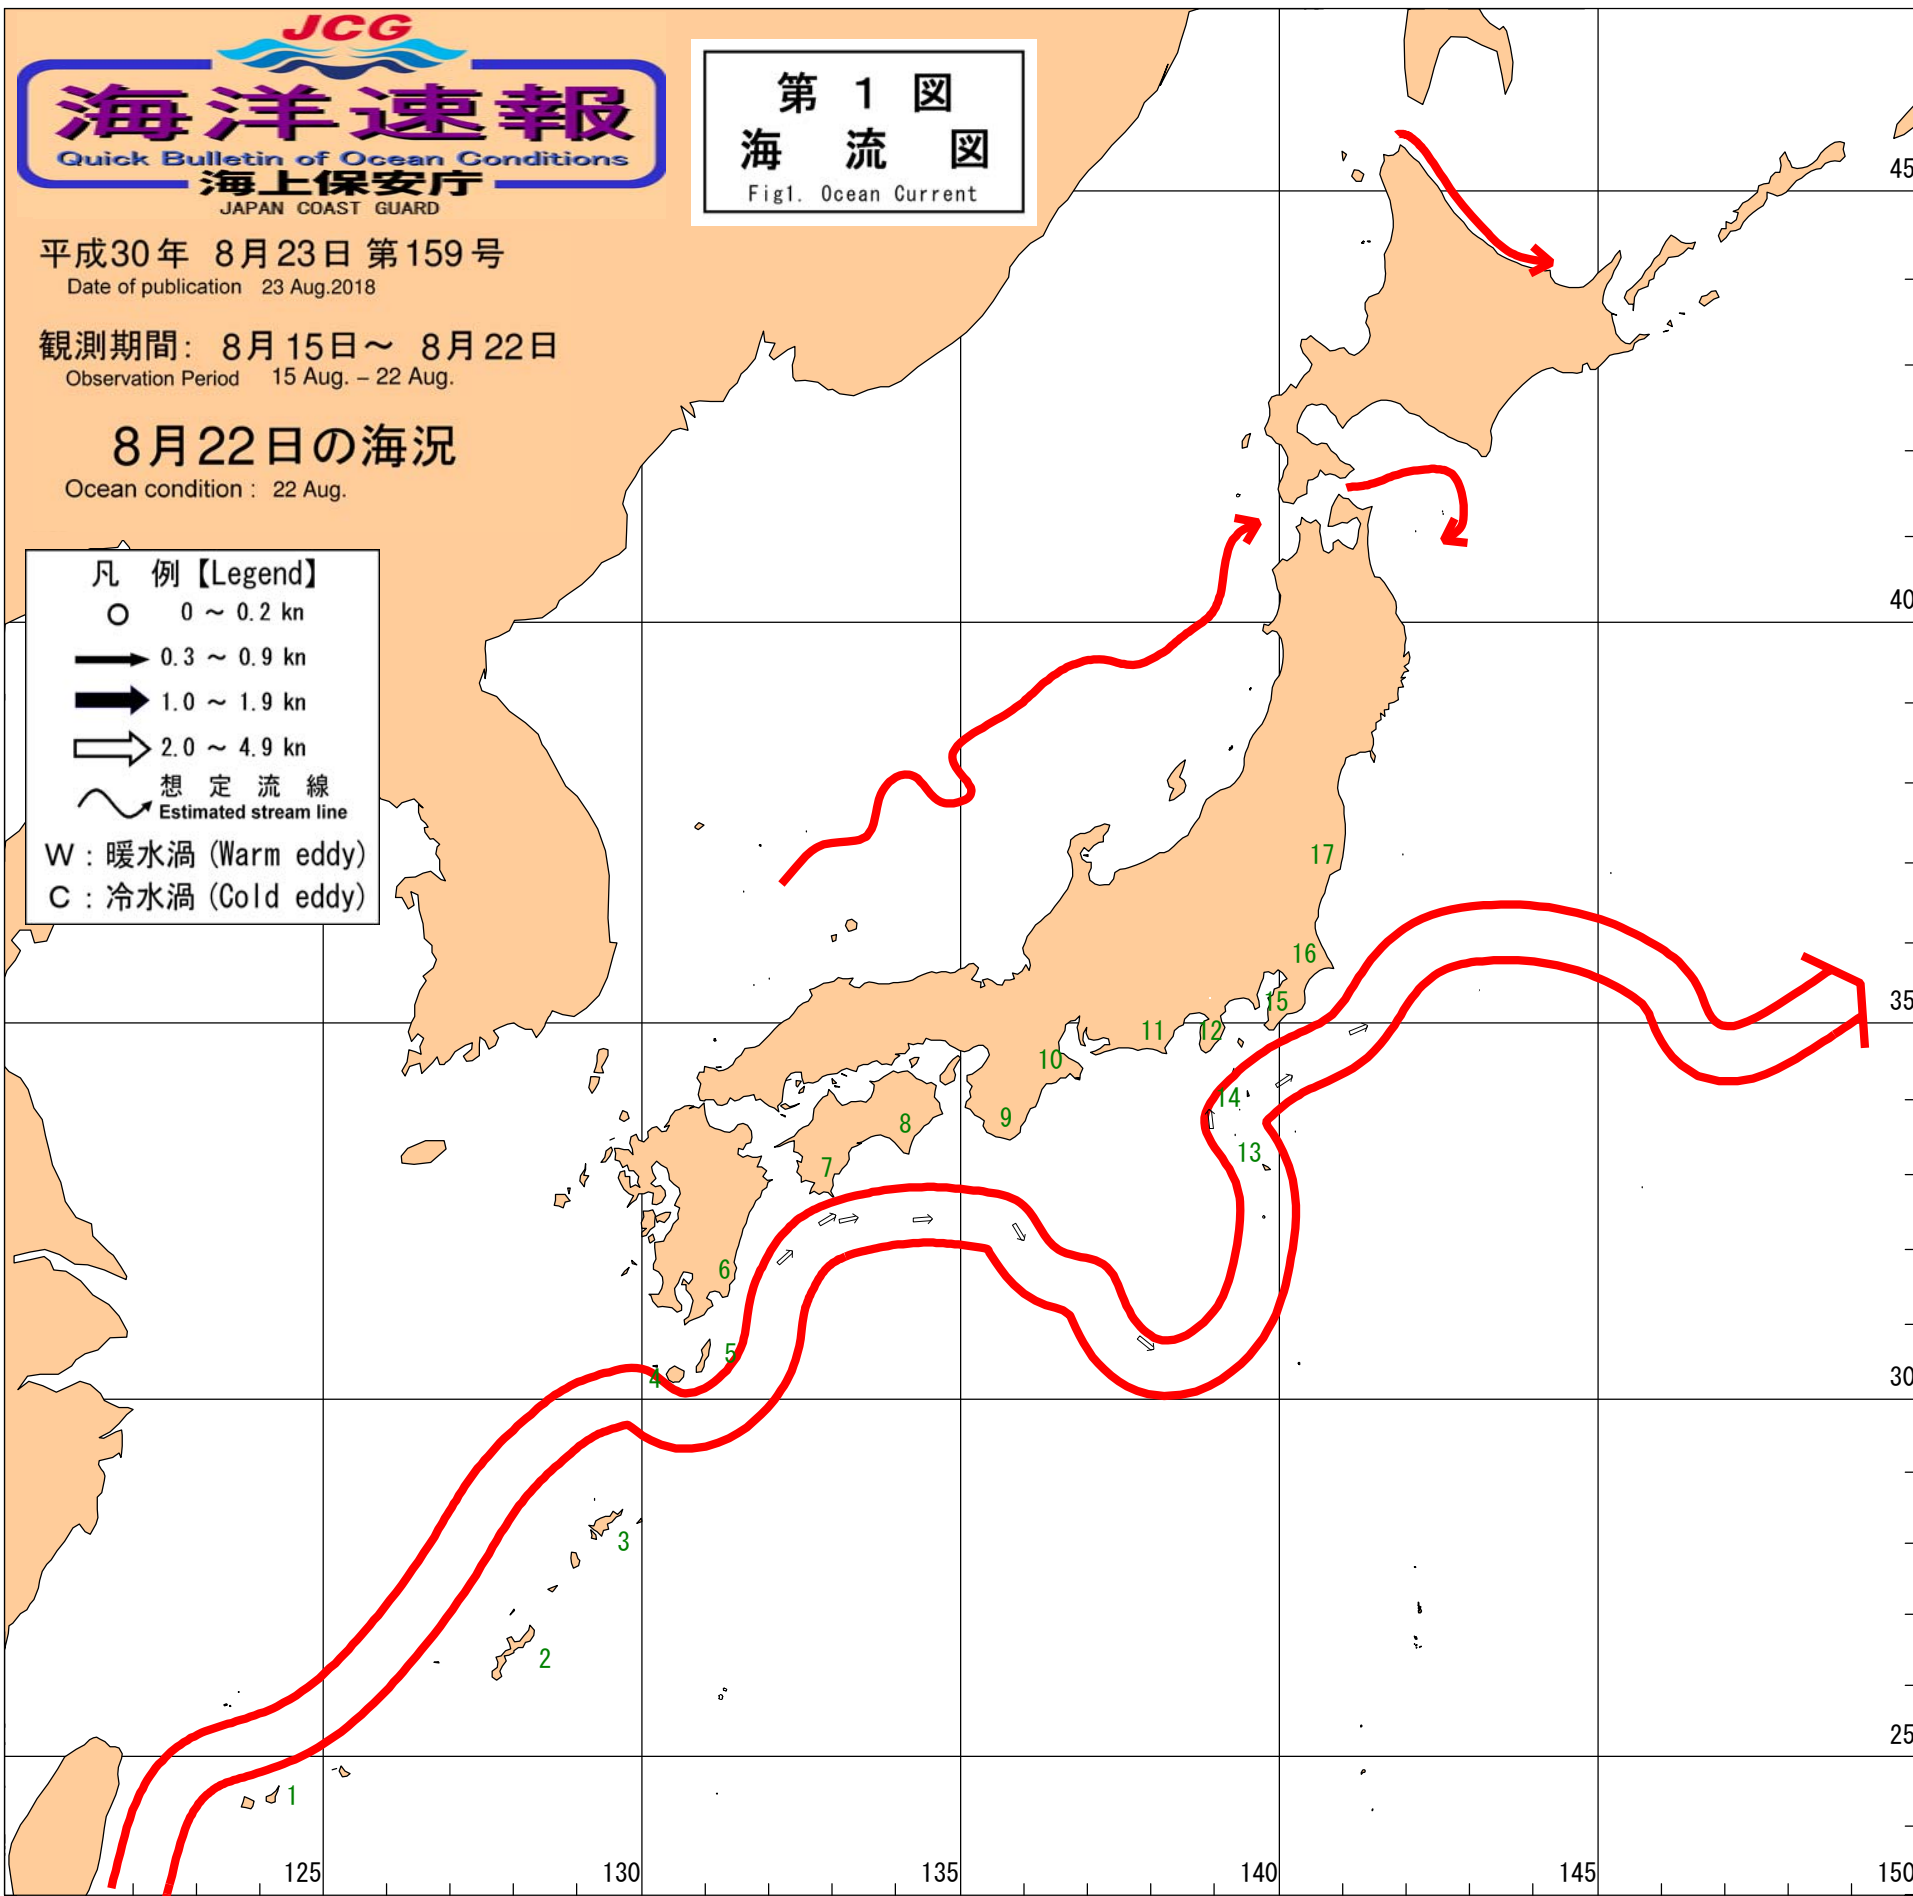 JCG
海洋速報
Quick Bulletin of Ocean Conditions
海上保安庁
JAPAN COAST GUARD
第 1 図
海 流 図
Fig1. Ocean Current
平成30年 8月23日 第159号
Date of publication 23 Aug.2018
観測期間: 8月15日～ 8月22日
Observation Period 15 Aug. – 22 Aug.
8月22日の海況
Ocean condition : 22 Aug.
凡 例【Legend】
0 ～ 0.2 kn
0.3 ～ 0.9 kn
1.0 ～ 1.9 kn
2.0 ～ 4.9 kn
想 定 流 線
Estimated stream line
W : 暖水渦 (Warm eddy)
C : 冷水渦 (Cold eddy)
45
40
35
30
25
17
16
15
12
11
10
14
9
8
13
7
6
5
4
3
2
1
125
130
135
140
145
150